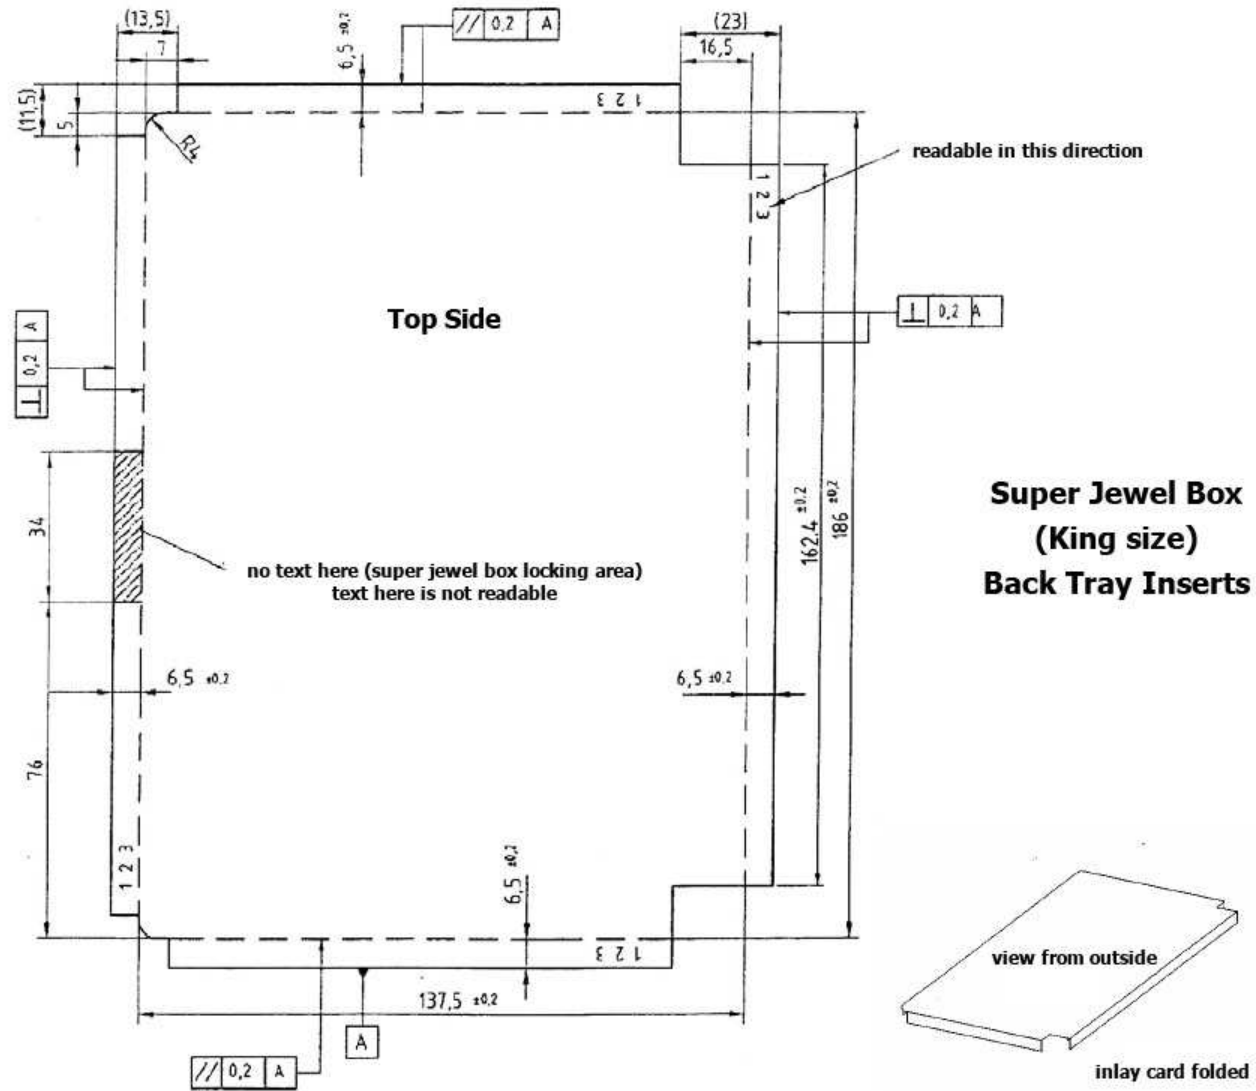 (13,5)
7
6,5 ±0,2
// 0,2 A
(23)
16,5
(11,5)
5
R4
1 2 3
readable in this direction
1 2 3
Top Side
⊥ 0,2 A
⊥ 0,2 A
34
162.4 ±0.2
186 ±0,2
Super Jewel Box
(King size)
Back Tray Inserts
no text here (super jewel box locking area)
text here is not readable
6,5 ±0,2
6,5 ±0,2
76
1 2 3
6,5 ±0,2
1 2 3
137,5 ±0,2
A
// 0,2 A
view from outside
inlay card folded